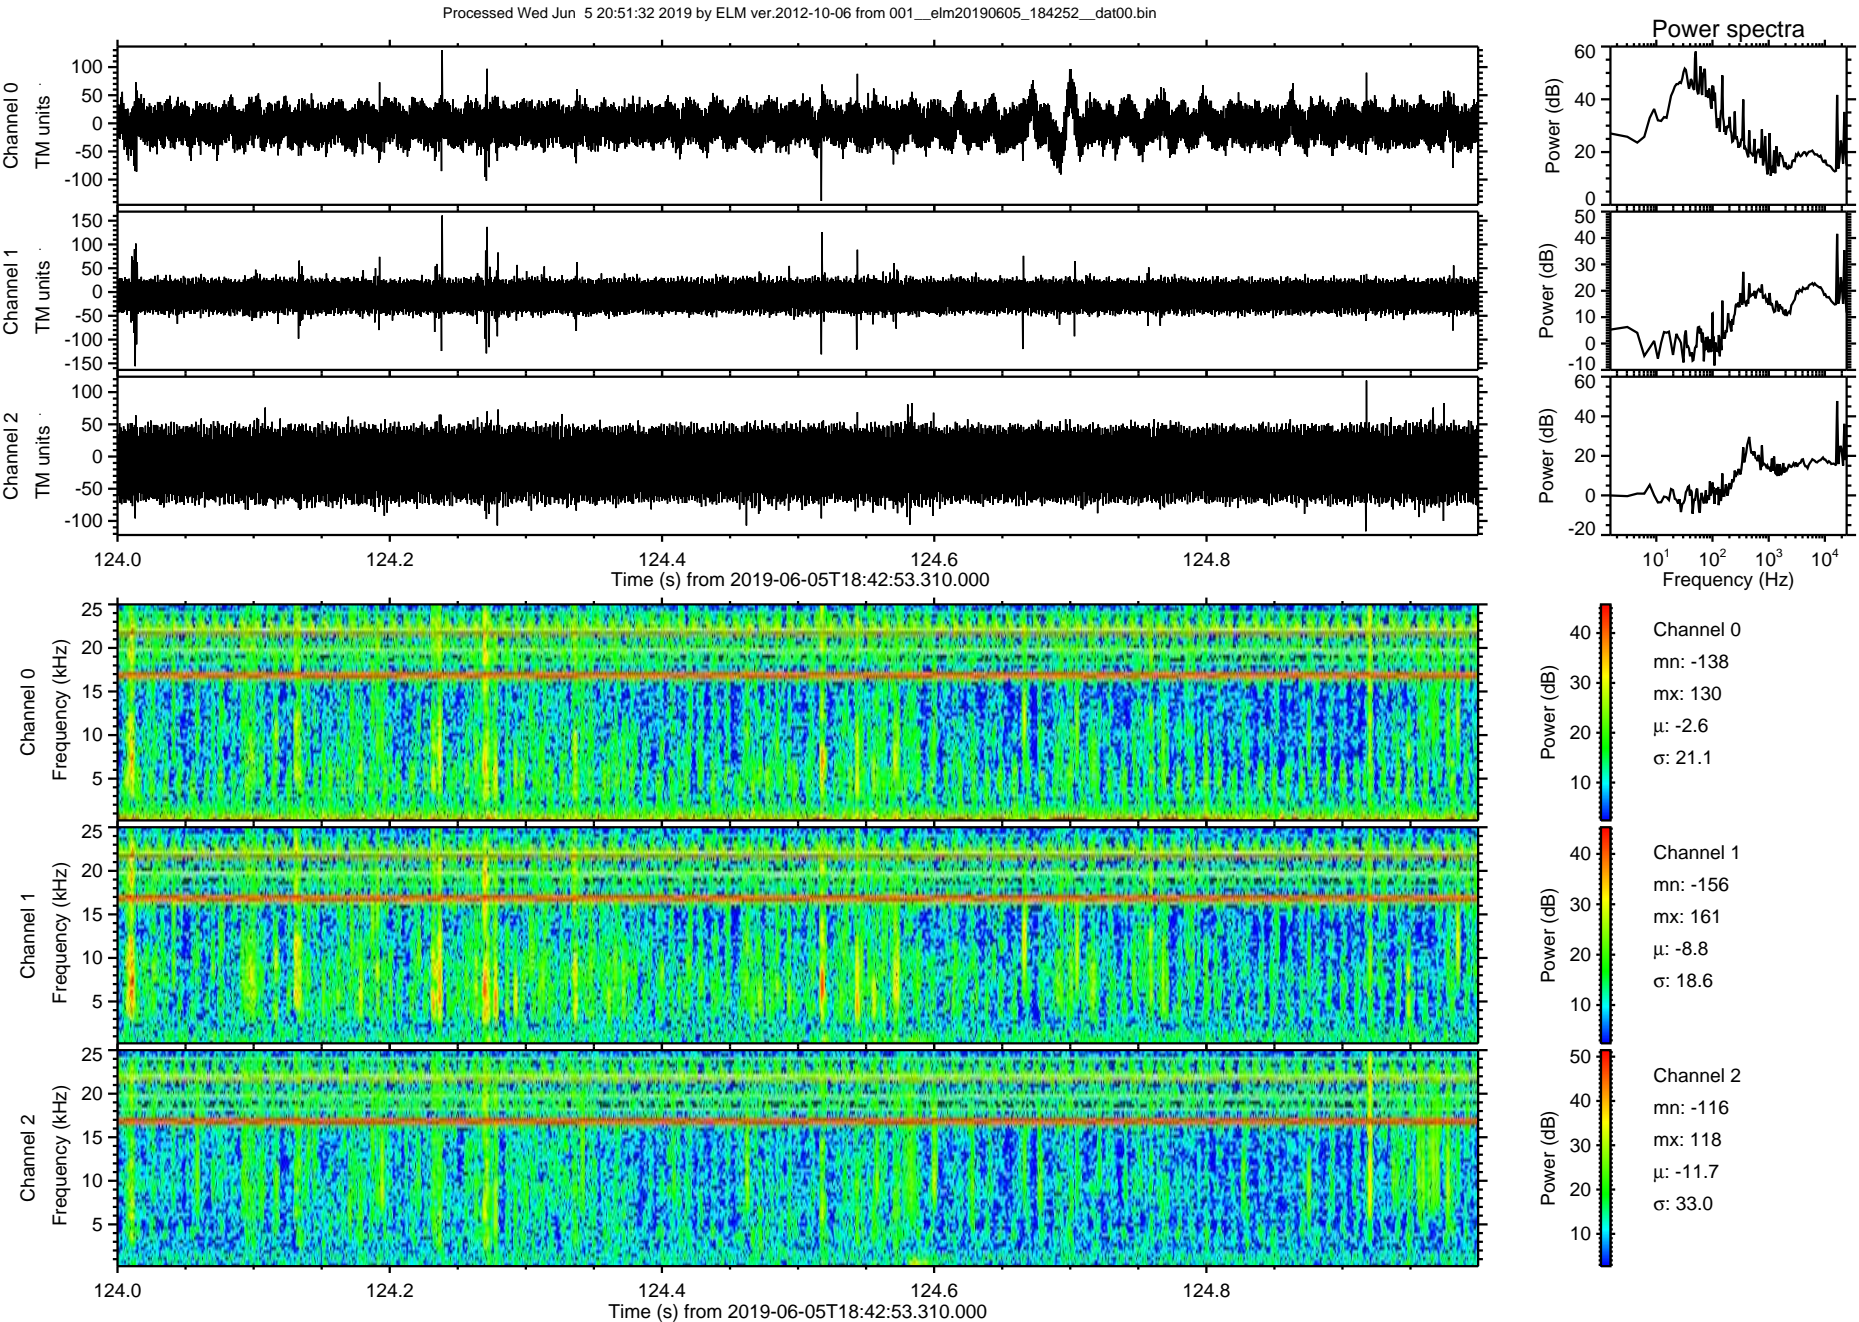 Processed Wed Jun  5 20:51:32 2019 by ELM ver.2012-10-06 from 001__elm20190605_184252__dat00.bin
Power spectra
Channel 0
TM units
100
50
0
-50
-100
Power (dB)
60
40
20
0
Channel 1
TM units
150
100
50
0
-50
-100
-150
Power (dB)
50
40
30
20
10
0
-10
Channel 2
TM units
100
50
0
-50
-100
Power (dB)
60
40
20
0
-20
124.0 124.2 124.4 124.6 124.8
Time (s) from 2019-06-05T18:42:53.310.000
10^1 10^2 10^3 10^4
Frequency (Hz)
Channel 0
Frequency (kHz)
25
20
15
10
5
Power (dB)
40
30
20
10
Channel 0
mn: -138
mx: 130
µ: -2.6
σ: 21.1
Channel 1
Frequency (kHz)
25
20
15
10
5
Power (dB)
40
30
20
10
Channel 1
mn: -156
mx: 161
µ: -8.8
σ: 18.6
Channel 2
Frequency (kHz)
25
20
15
10
5
Power (dB)
50
40
30
20
10
Channel 2
mn: -116
mx: 118
µ: -11.7
σ: 33.0
124.0 124.2 124.4 124.6 124.8
Time (s) from 2019-06-05T18:42:53.310.000